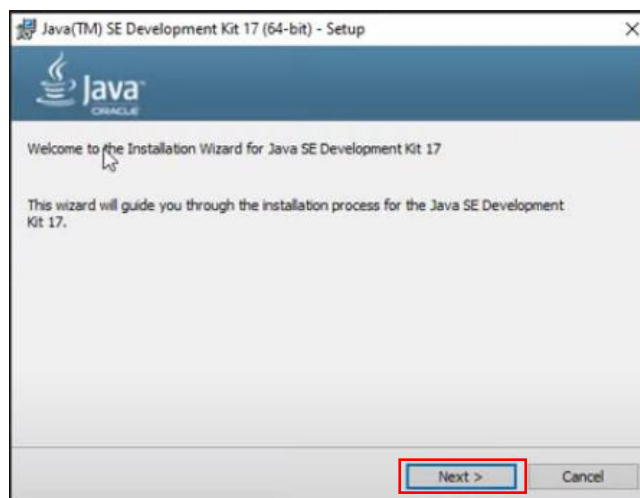 Java(TM) SE Development Kit 17 (64-bit) - Setup
Java™
ORACLE
Welcome to the Installation Wizard for Java SE Development Kit 17
This wizard will guide you through the installation process for the Java SE Development
Kit 17.
Next >
Cancel